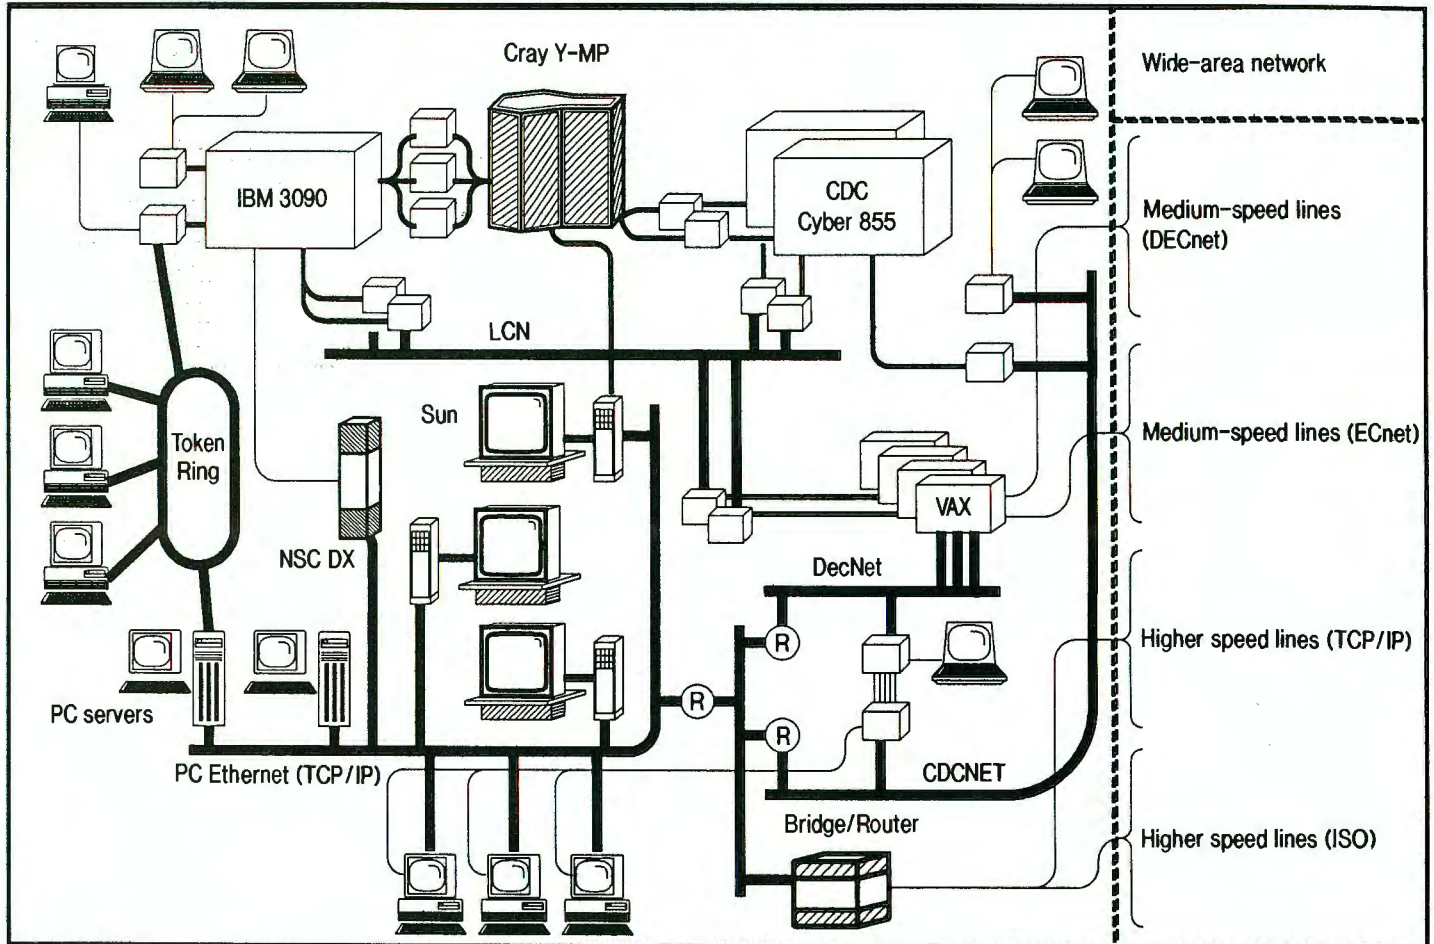 Cray Y-MP
Wide-area network
IBM 3090
CDC
Cyber 855
Medium-speed lines
(DECnet)
LCN
Sun
Token
Ring
Medium-speed lines (ECnet)
VAX
NSC DX
DecNet
R
Higher speed lines (TCP/IP)
PC servers
R
R
PC Ethernet (TCP/IP)
CDCNET
Bridge/Router
Higher speed lines (ISO)